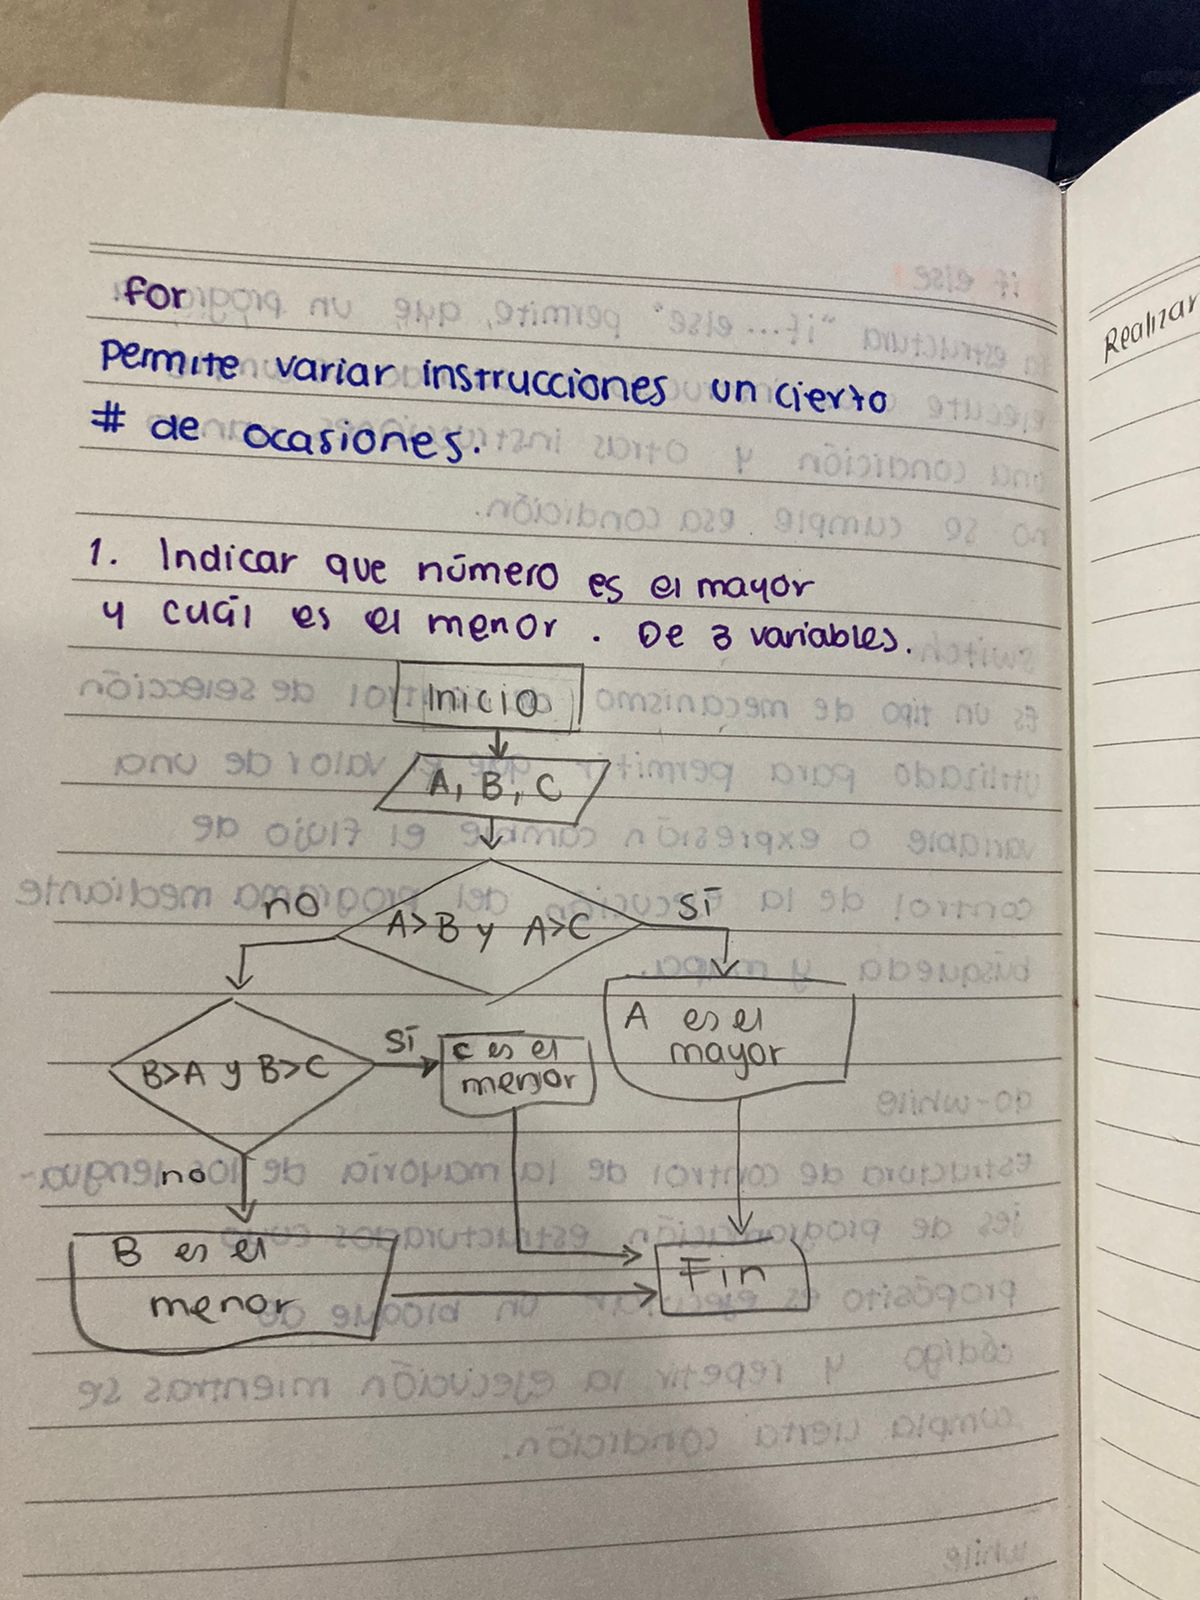 for
Permite variar instrucciones un cierto
# de ocasiones.
1. Indicar que número es el mayor
y cuál es el menor. De 3 variables.
Inicio
A, B, C
no
A>B y A>C
sí
B>A y B>C
sí
C es el
menor
A es el
mayor
no
B es el
menor
Fin
Realizar